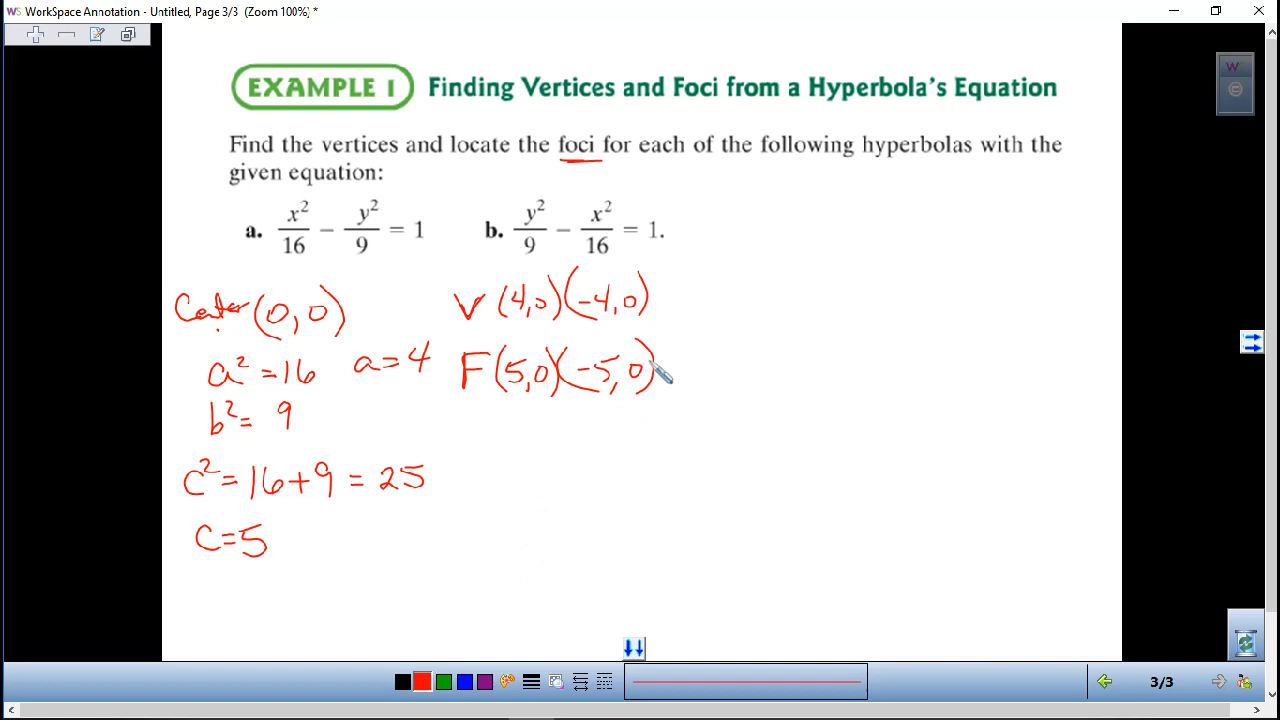 WorkSpace Annotation - Untitled, Page 3/3 (Zoom 100%) *
EXAMPLE 1 Finding Vertices and Foci from a Hyperbola's Equation
Find the vertices and locate the foci for each of the following hyperbolas with the
given equation:
a. x²/16 − y²/9 = 1 b. y²/9 − x²/16 = 1.
Center (0,0)
a² = 16 a = 4
b² = 9
c² = 16+9 = 25
c = 5
V (4,0)(-4,0)
F (5,0)(-5,0)
3/3